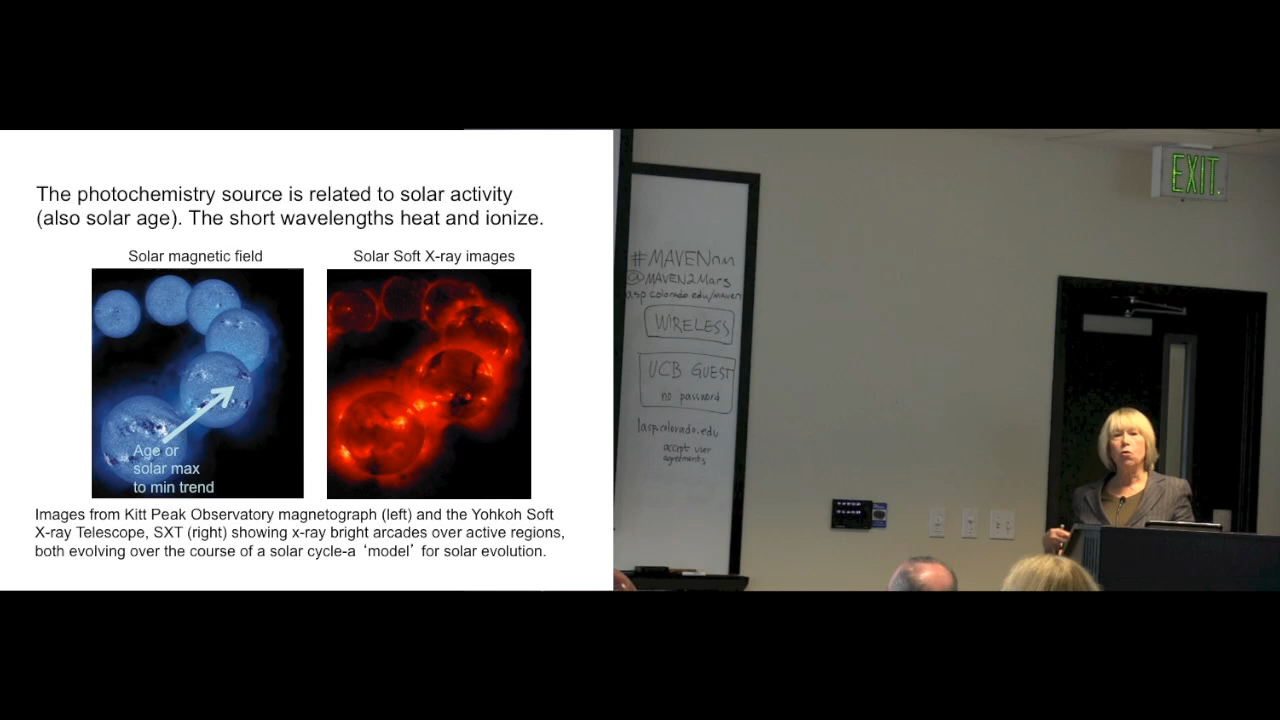 The photochemistry source is related to solar activity
(also solar age). The short wavelengths heat and ionize.
Solar magnetic field
Solar Soft X-ray images
Age or
solar max
to min trend
Images from Kitt Peak Observatory magnetograph (left) and the Yohkoh Soft
X-ray Telescope, SXT (right) showing x-ray bright arcades over active regions,
both evolving over the course of a solar cycle-a ‘model’ for solar evolution.
#MAVENnm
@MAVEN2Mars
asp.colorado.edu/maven
WIRELESS
UCB GUEST
no password
lasp.colorado.edu
accept user
agreements
EXIT